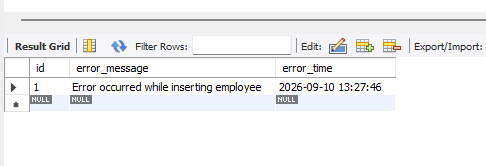 Result Grid Filter Rows: Edit: Export/Import:
id error_message error_time
1 Error occurred while inserting employee 2026-09-10 13:27:46
NULL NULL NULL